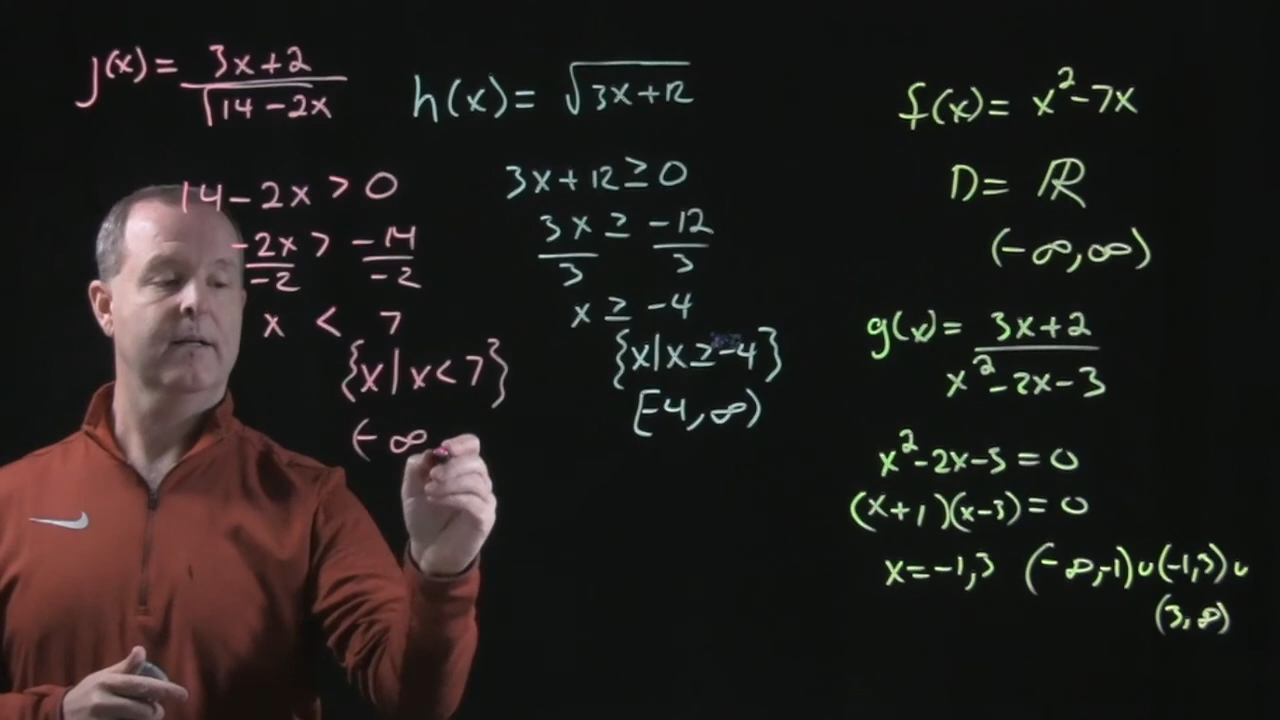 j(x) = 3x+2
√14-2x
14-2x > 0
-2x > -14
-2 -2
x < 7
{x|x<7}
(-∞
h(x) = √3x+12
3x+12≥0
3x ≥ -12
3 3
x ≥ -4
{x|x≥-4}
[-4,∞)
f(x) = x²-7x
D = ℝ
(-∞,∞)
g(x) = 3x+2
x²-2x-3
x²-2x-3=0
(x+1)(x-3)=0
x=-1,3 (-∞,-1)∪(-1,3)∪
(3,∞)